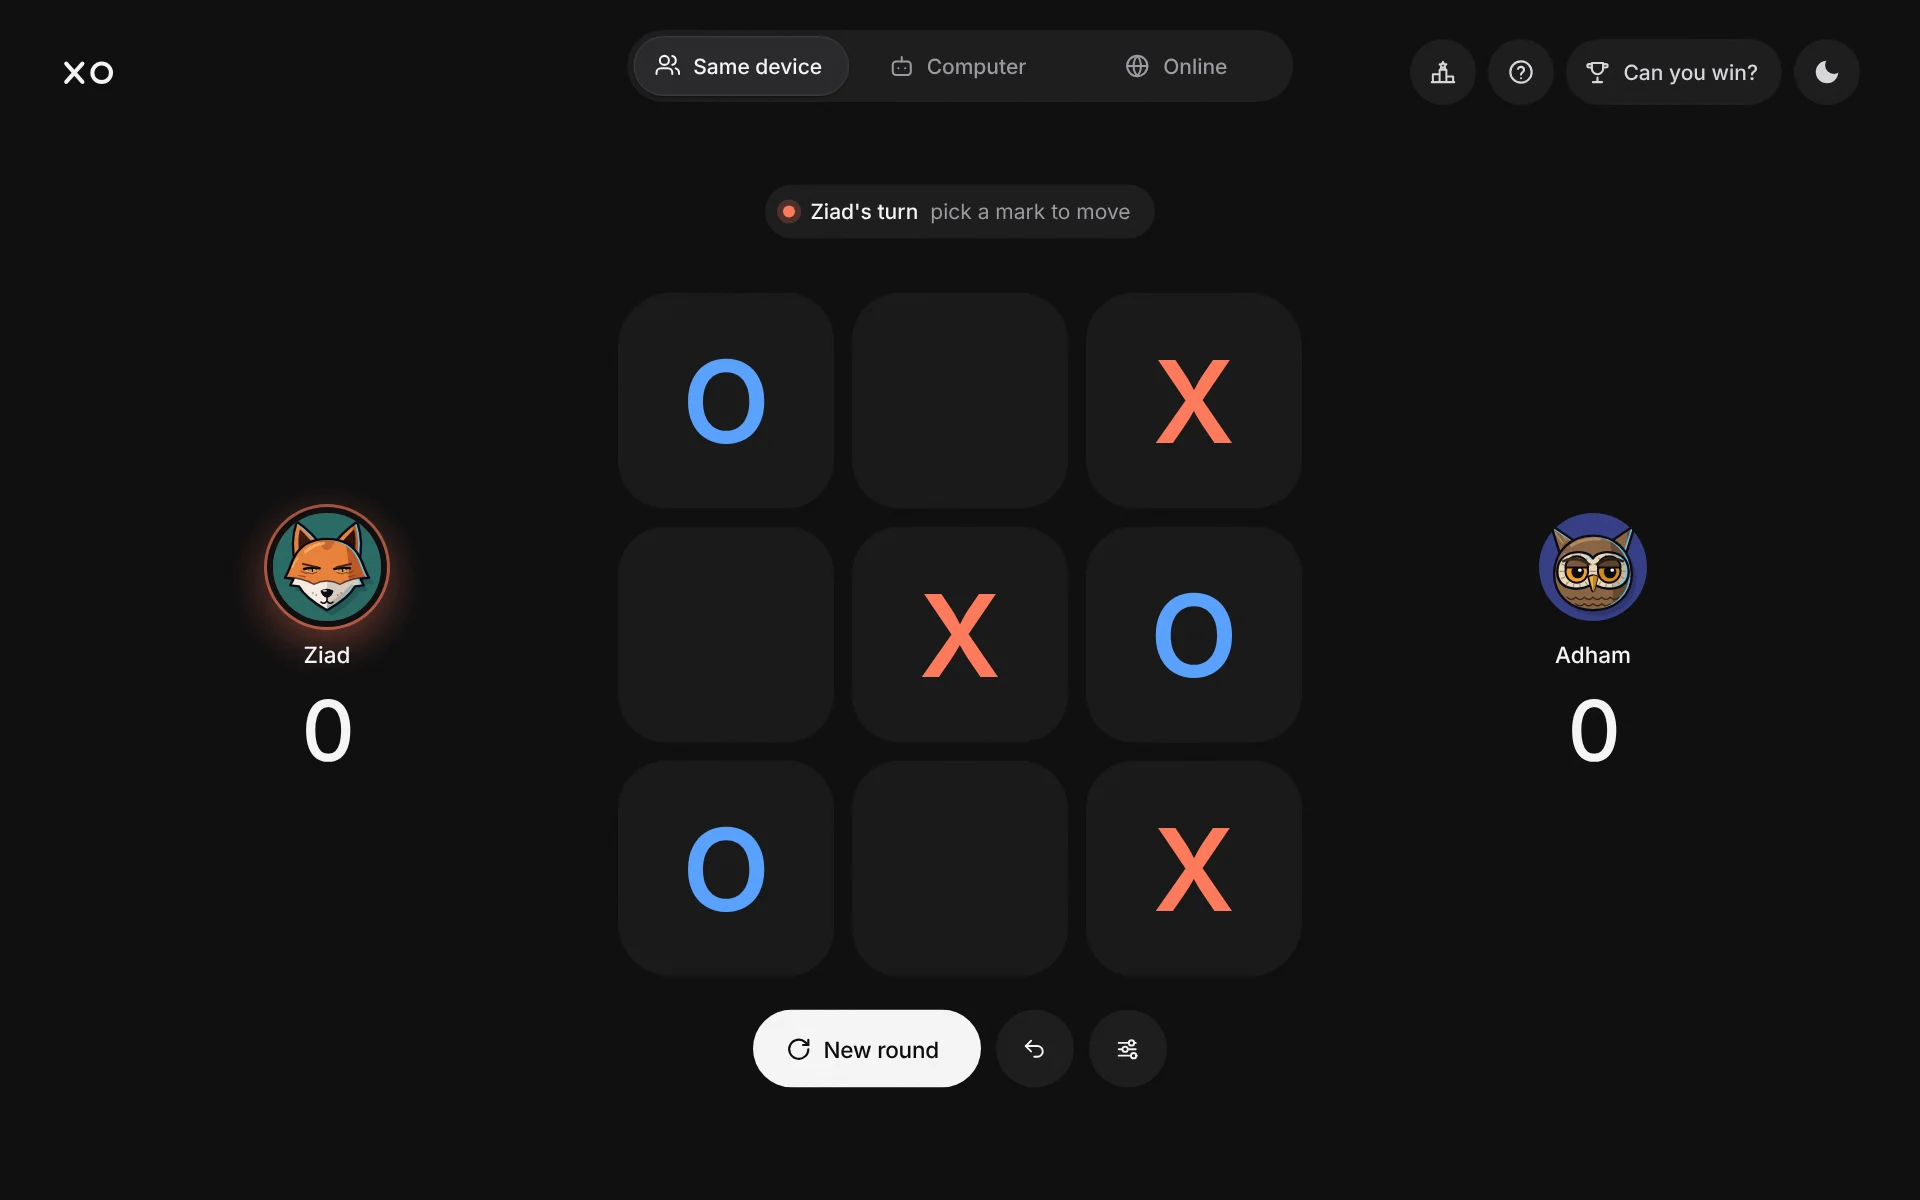 XO
Same device
Computer
Online
Can you win?
Ziad's turn pick a mark to move
O X
X O
O X
Ziad
0
Adham
0
New round